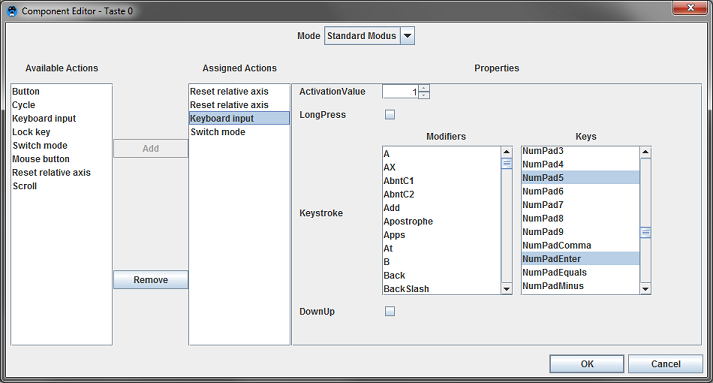 Component Editor - Taste 0
Mode Standard Modus
Available Actions
Button
Cycle
Keyboard input
Lock key
Switch mode
Mouse button
Reset relative axis
Scroll
Add
Remove
Assigned Actions
Reset relative axis
Reset relative axis
Keyboard input
Switch mode
Properties
ActivationValue 1
LongPress
Keystroke
Modifiers
A
AX
AbntC1
AbntC2
Add
Apostrophe
Apps
At
B
Back
BackSlash
Keys
NumPad3
NumPad4
NumPad5
NumPad6
NumPad7
NumPad8
NumPad9
NumPadComma
NumPadEnter
NumPadEquals
NumPadMinus
DownUp
OK
Cancel